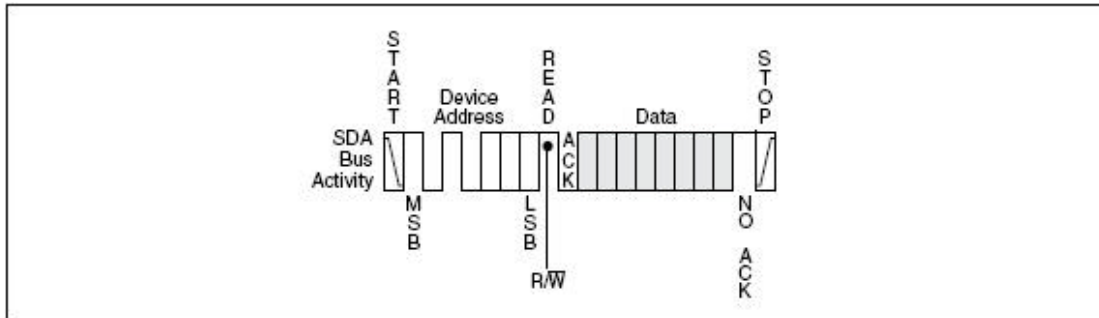 START
READ
STOP
Device
Address
Data
SDA
Bus
Activity
ACK
MSB
LSB
NO ACK
R/W̅